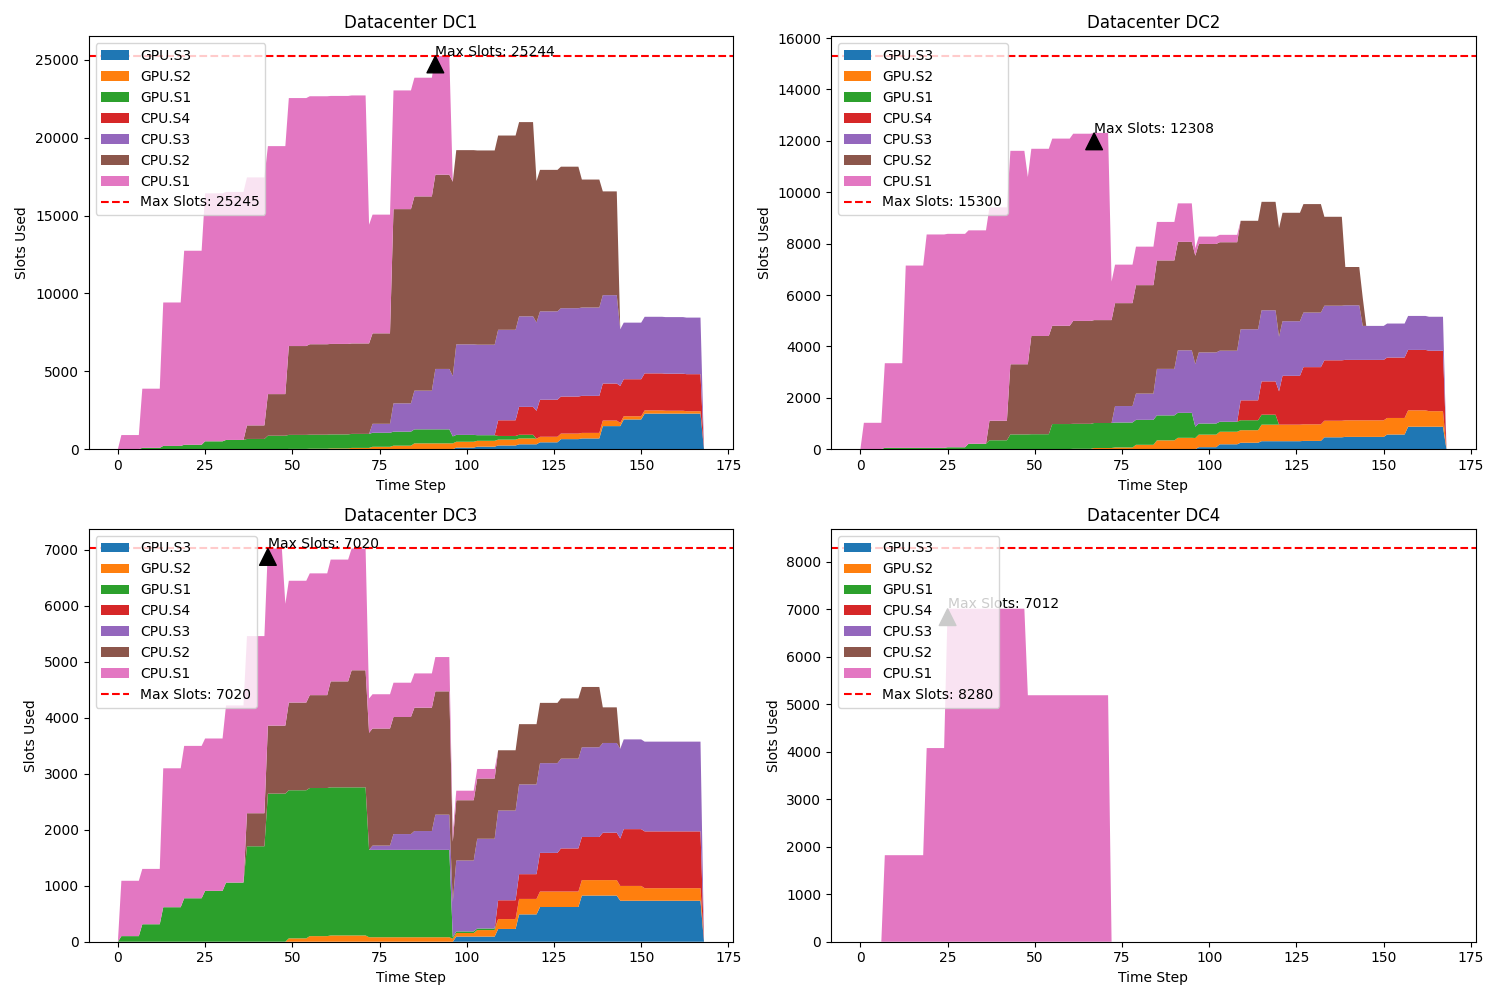 Datacenter DC1
Max Slots: 25244
GPU.S3
GPU.S2
GPU.S1
CPU.S4
CPU.S3
CPU.S2
CPU.S1
Max Slots: 25245
25000
20000
15000
10000
5000
0
Slots Used
0 25 50 75 100 125 150 175
Time Step
Datacenter DC2
Max Slots: 12308
GPU.S3
GPU.S2
GPU.S1
CPU.S4
CPU.S3
CPU.S2
CPU.S1
Max Slots: 15300
16000
14000
12000
10000
8000
6000
4000
2000
0
Slots Used
0 25 50 75 100 125 150 175
Time Step
Datacenter DC3
Max Slots: 7020
GPU.S3
GPU.S2
GPU.S1
CPU.S4
CPU.S3
CPU.S2
CPU.S1
Max Slots: 7020
7000
6000
5000
4000
3000
2000
1000
0
Slots Used
0 25 50 75 100 125 150 175
Time Step
Datacenter DC4
Max Slots: 7012
GPU.S3
GPU.S2
GPU.S1
CPU.S4
CPU.S3
CPU.S2
CPU.S1
Max Slots: 8280
8000
7000
6000
5000
4000
3000
2000
1000
0
Slots Used
0 25 50 75 100 125 150 175
Time Step